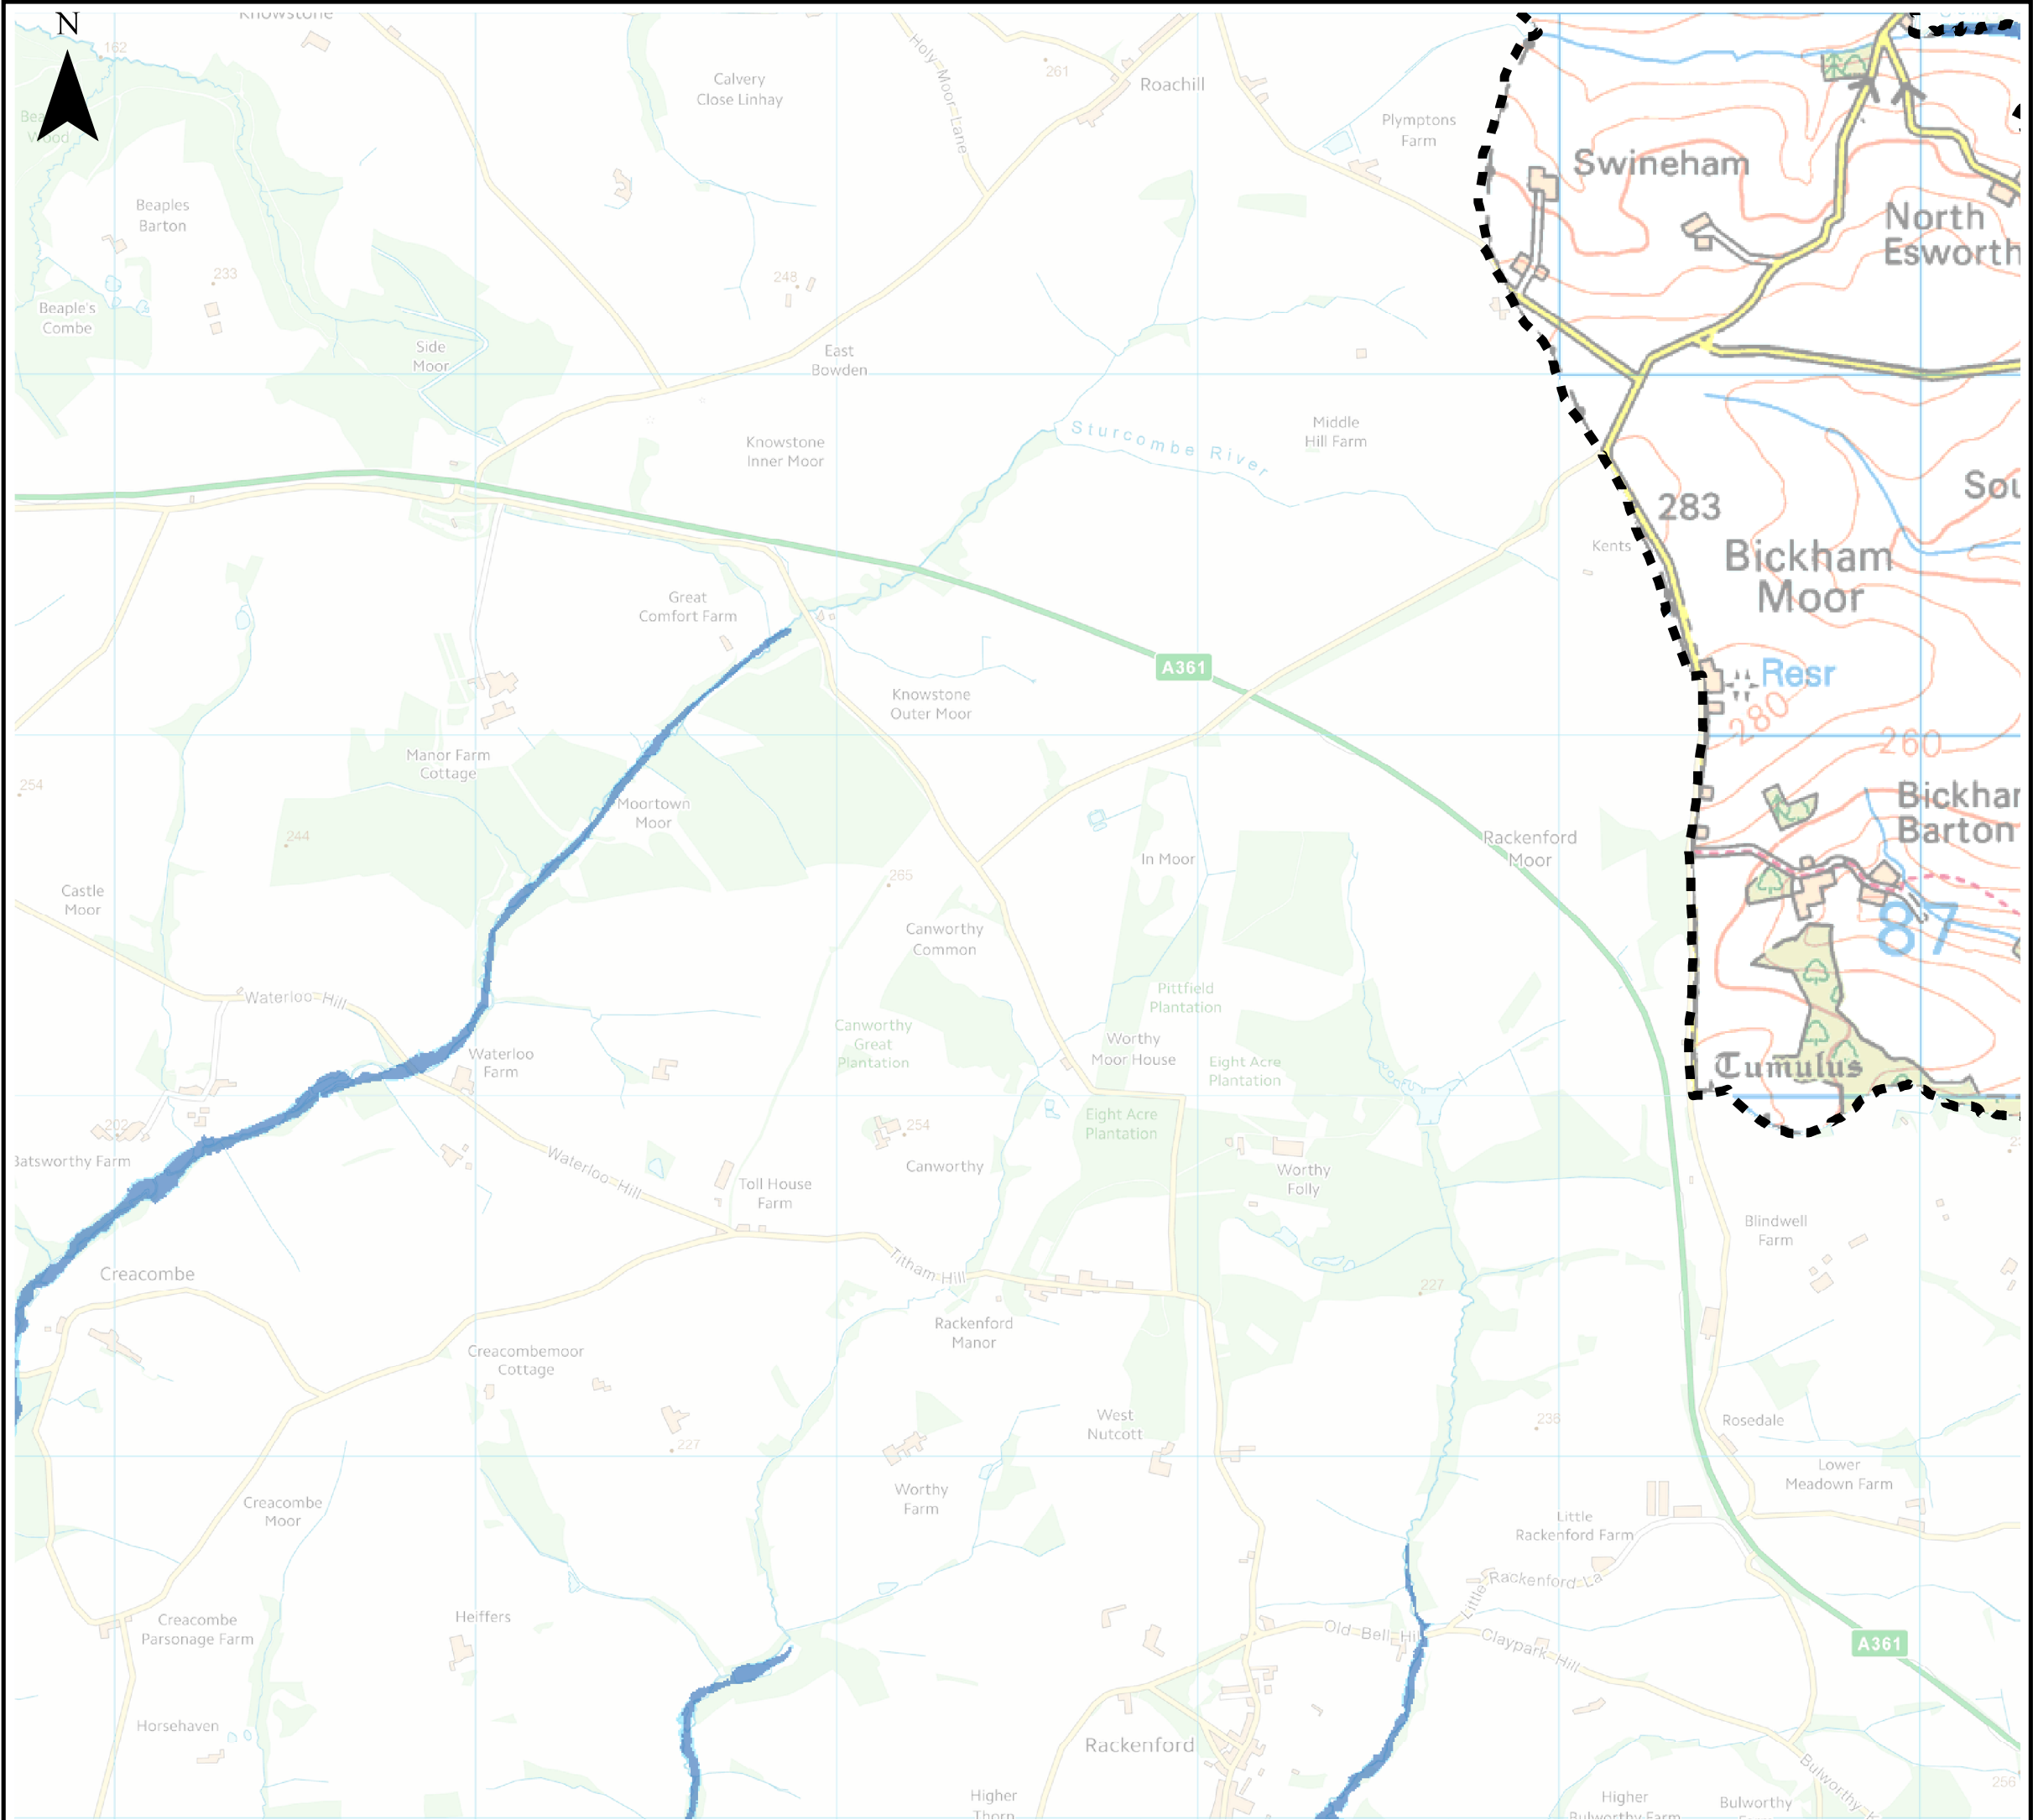 Knowstone
N
162
Calvery
Close Linhay
Holy Moor Lane
261
Roachill
Plymptons
Farm
Swineham
North
Esworth
Beaples
Barton
233
248
Beaple's
Combe
Side
Moor
East
Bowden
Knowstone
Inner Moor
Sturcombe River
Middle
Hill Farm
283
Kents
Bickham
Moor
Great
Comfort Farm
A361
Resr
280
260
Knowstone
Outer Moor
Manor Farm
Cottage
254
244
Moortown
Moor
Rackenford
Moor
In Moor
Barton
265
87
Castle
Moor
Canworthy
Common
Waterloo Hill
Pittfield
Plantation
Canworthy
Great
Plantation
Worthy
Moor House
Eight Acre
Plantation
Tumulus
Waterloo
Farm
202
254
Eight Acre
Plantation
Batsworthy Farm
Waterloo Hill
Canworthy
Toll House
Farm
Worthy
Folly
Blindwell
Farm
Creacombe
Titham Hill
227
Rackenford
Manor
Creacombemoor
Cottage
West
Nutcott
236
Rosedale
227
Lower
Meadown Farm
Worthy
Farm
Creacombe
Moor
Little
Rackenford Farm
Little Rackenford La
Creacombe
Parsonage Farm
Heiffers
Old Bell Hill
Claypark Hill
A361
Horsehaven
Rackenford
256
Higher
Thorn
Higher
Bulworthy Farm
Bulworthy
Bulworthy